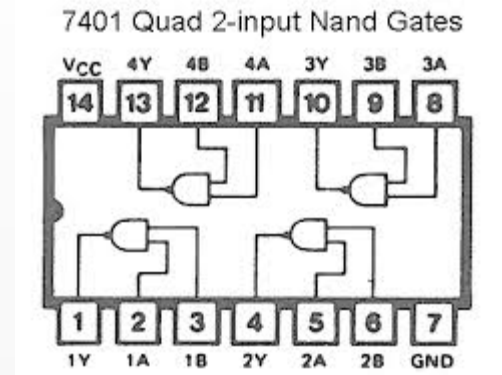 7401 Quad 2-input Nand Gates
VCC 4Y 4B 4A 3Y 3B 3A
14 13 12 11 10 9 8
1 2 3 4 5 6 7
1Y 1A 1B 2Y 2A 2B GND